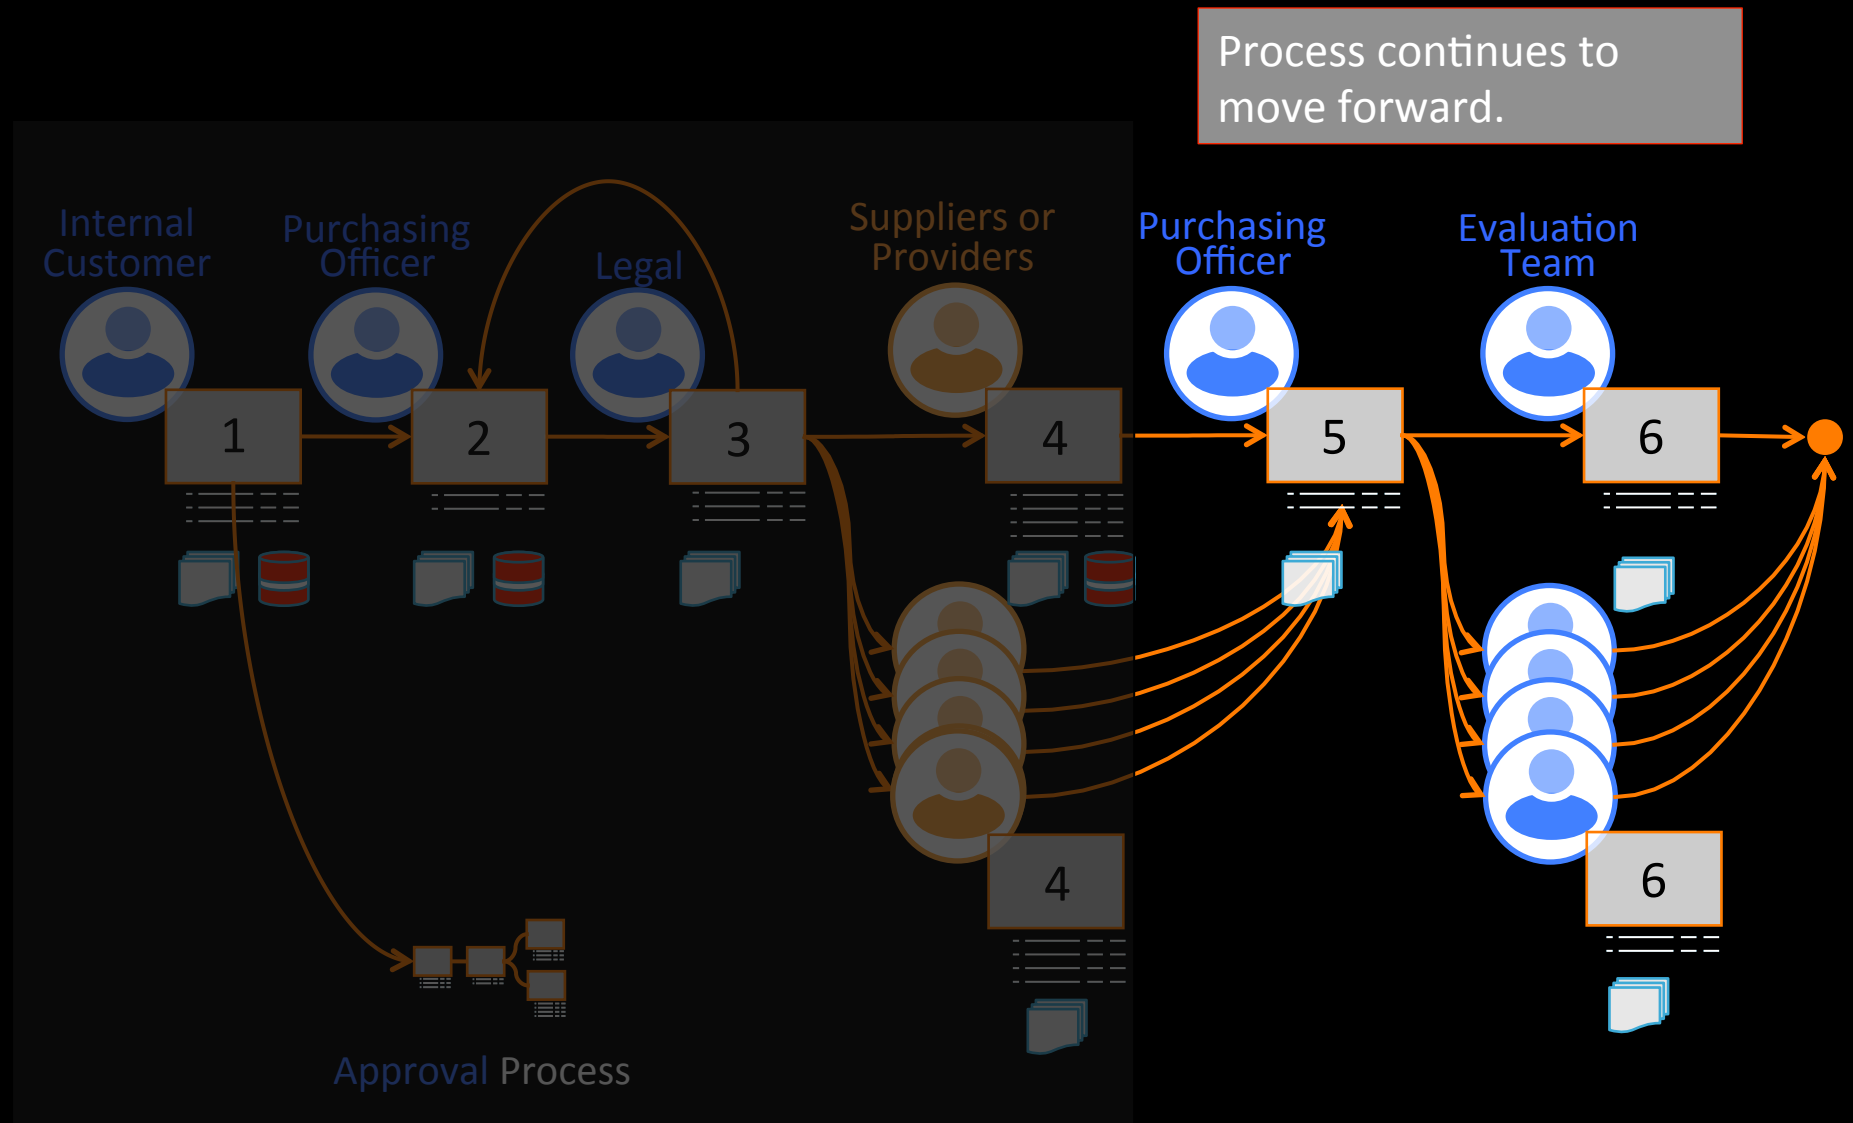 Process continues to
move forward.
Internal
Customer
Purchasing
Officer
Legal
Suppliers or
Providers
Purchasing
Officer
Evaluation
Team
1
2
3
4
5
6
4
6
Approval Process